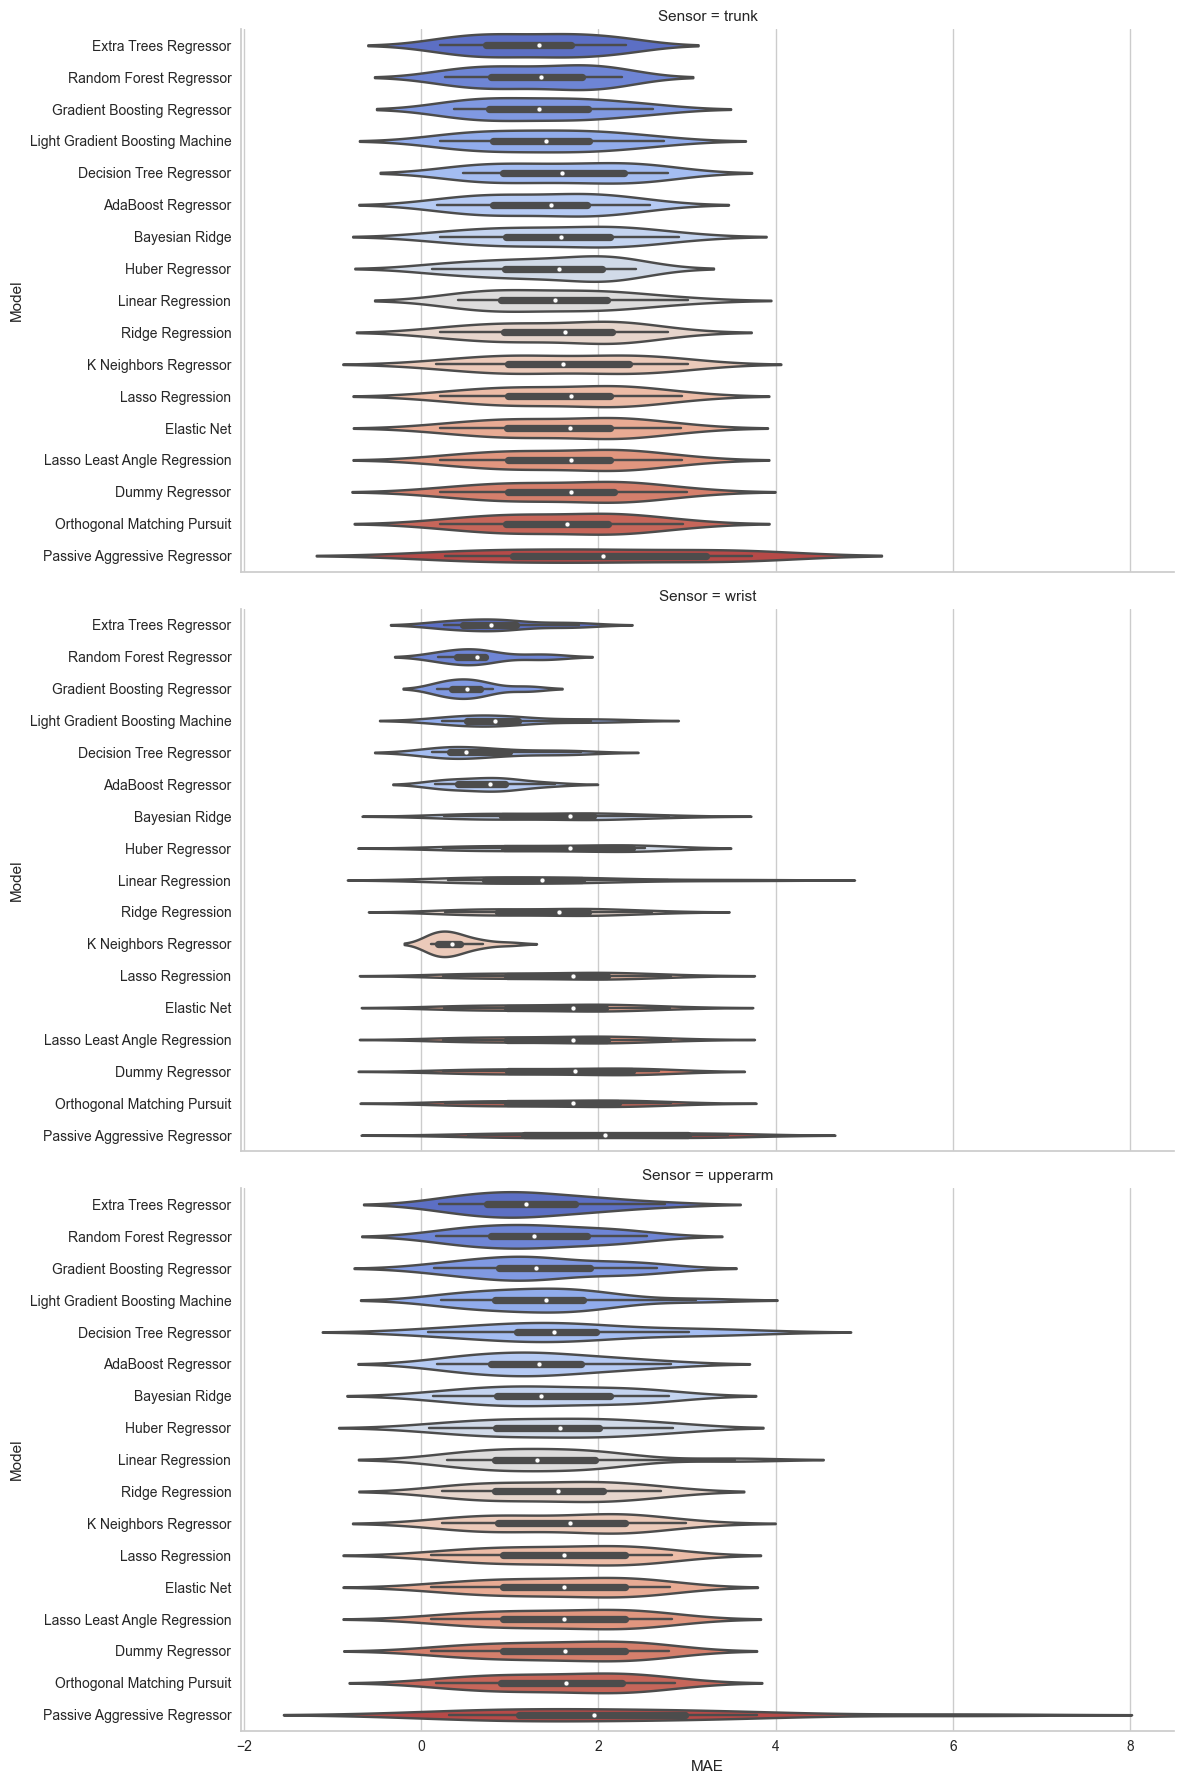 Sensor = trunk
Extra Trees Regressor
Random Forest Regressor
Gradient Boosting Regressor
Light Gradient Boosting Machine
Decision Tree Regressor
AdaBoost Regressor
Bayesian Ridge
Huber Regressor
Linear Regression
Ridge Regression
K Neighbors Regressor
Lasso Regression
Elastic Net
Lasso Least Angle Regression
Dummy Regressor
Orthogonal Matching Pursuit
Passive Aggressive Regressor
Model
Sensor = wrist
Extra Trees Regressor
Random Forest Regressor
Gradient Boosting Regressor
Light Gradient Boosting Machine
Decision Tree Regressor
AdaBoost Regressor
Bayesian Ridge
Huber Regressor
Linear Regression
Ridge Regression
K Neighbors Regressor
Lasso Regression
Elastic Net
Lasso Least Angle Regression
Dummy Regressor
Orthogonal Matching Pursuit
Passive Aggressive Regressor
Model
Sensor = upperarm
Extra Trees Regressor
Random Forest Regressor
Gradient Boosting Regressor
Light Gradient Boosting Machine
Decision Tree Regressor
AdaBoost Regressor
Bayesian Ridge
Huber Regressor
Linear Regression
Ridge Regression
K Neighbors Regressor
Lasso Regression
Elastic Net
Lasso Least Angle Regression
Dummy Regressor
Orthogonal Matching Pursuit
Passive Aggressive Regressor
Model
−2 0 2 4 6 8
MAE